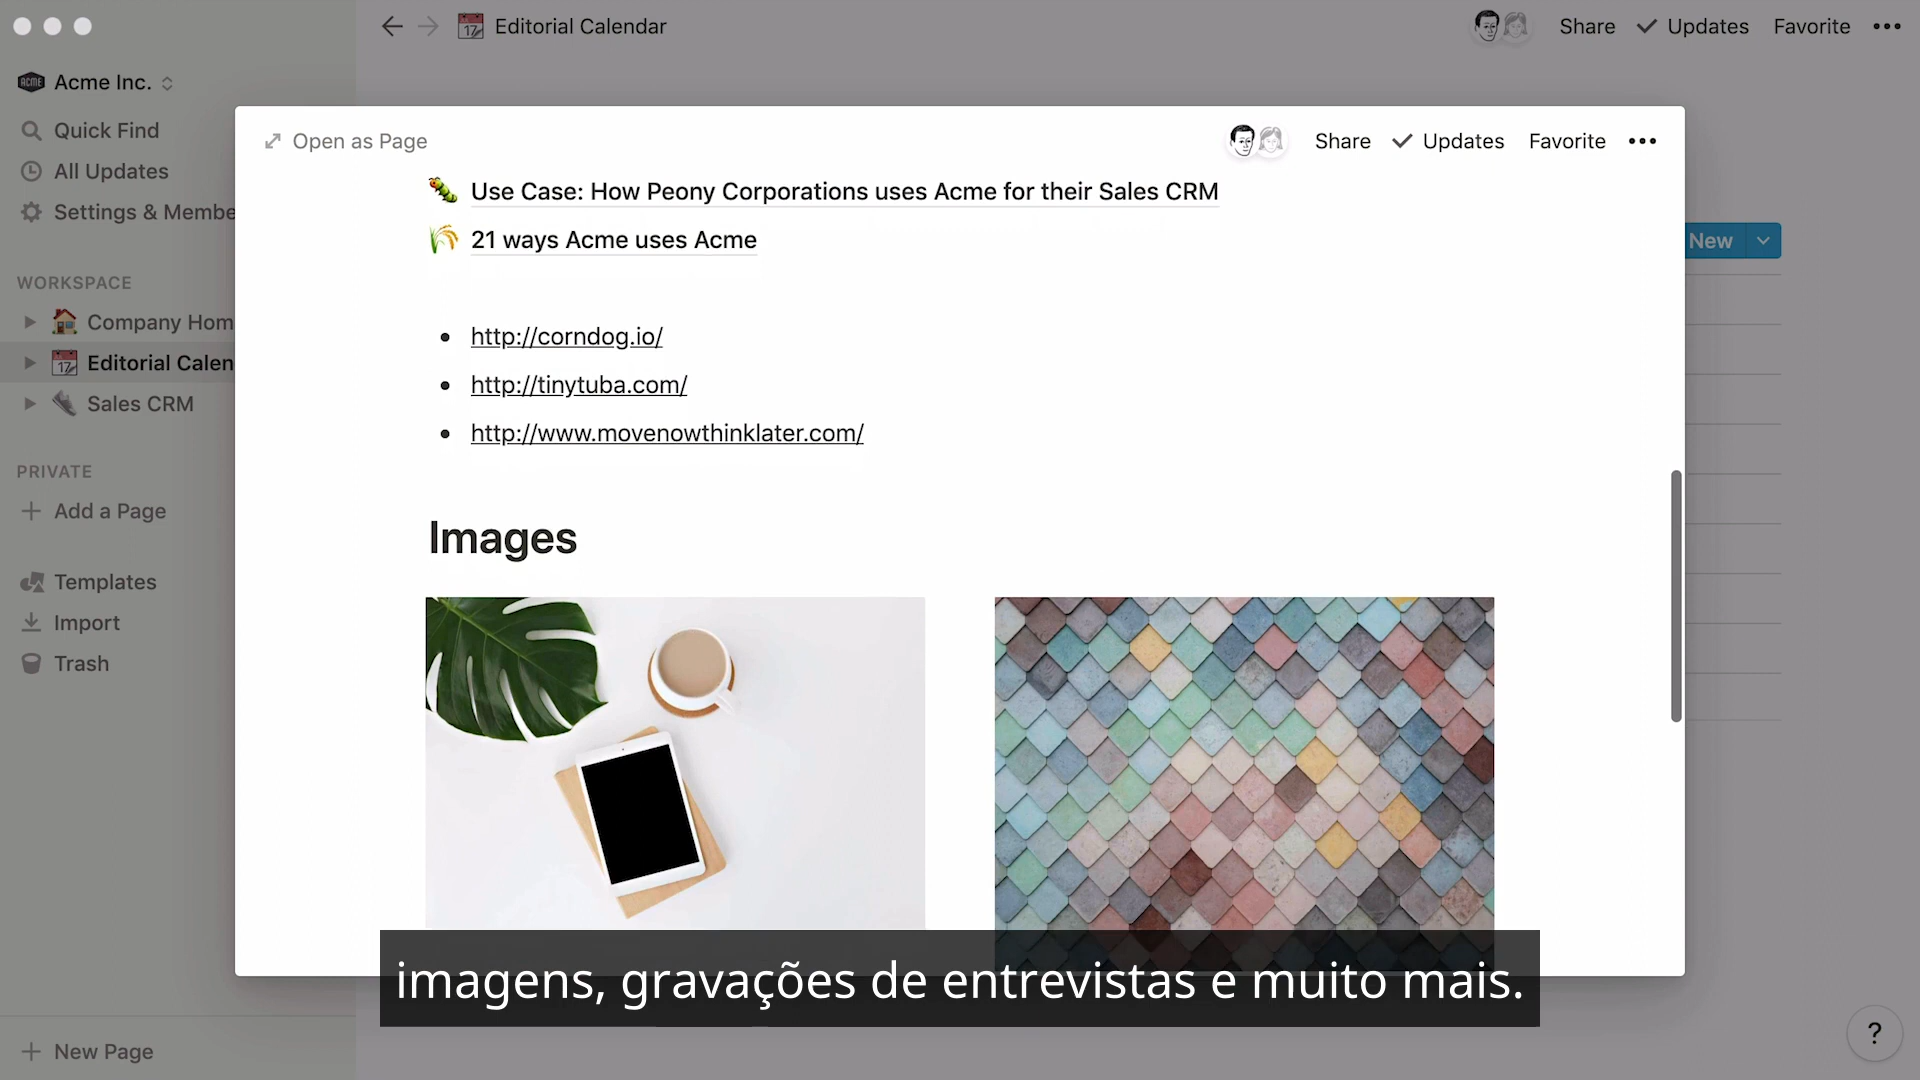 Editorial Calendar
Share
Updates
Favorite
ACME
Acme Inc.
Quick Find
All Updates
Settings & Membe
WORKSPACE
Company Hom
Editorial Calen
Sales CRM
PRIVATE
Add a Page
Templates
Import
Trash
New Page
Open as Page
Share
Updates
Favorite
Use Case: How Peony Corporations uses Acme for their Sales CRM
21 ways Acme uses Acme
http://corndog.io/
http://tinytuba.com/
http://www.movenowthinklater.com/
Images
New
imagens, gravações de entrevistas e muito mais.
?